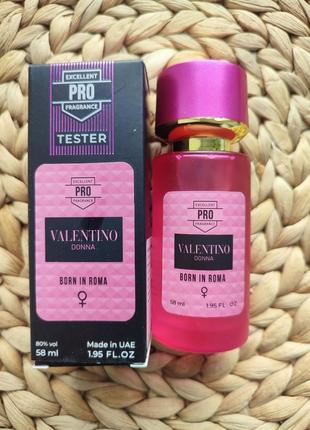 EXCELLENT
PRO
FRAGRANCE
TESTER
EXCELLENT
PRO
FRAGRANCE
VALENTINO
DONNA
BORN IN ROMA
80% vol
58 ml
Made in UAE
1.95 FL.OZ
EXCELLENT
PRO
FRAGRANCE
VALENTINO
DONNA
BORN IN ROMA
58 ml
1.95 FL.OZ